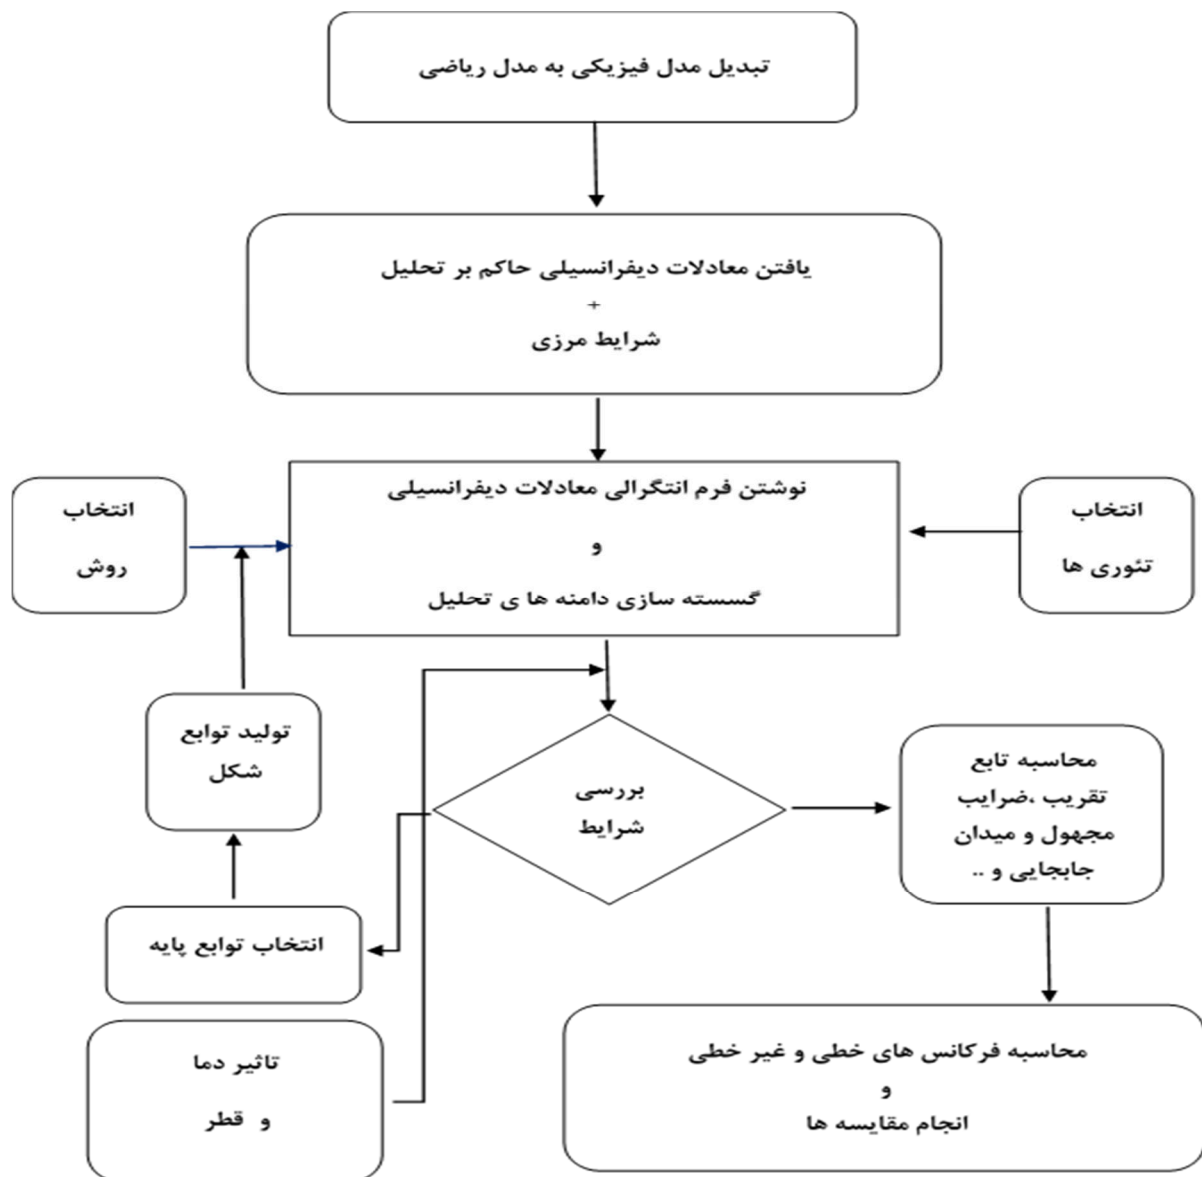 تبدیل مدل فیزیکی به مدل ریاضی
یافتن معادلات دیفرانسیلی حاکم بر تحلیل
+
شرایط مرزی
نوشتن فرم انتگرالی معادلات دیفرانسیلی
و
گسسته سازی دامنه ها ی تحلیل
انتخاب
تئوری ها
انتخاب
روش
تولید توابع
شکل
بررسی
شرایط
محاسبه تابع
تقریب ،ضرایب
مجهول و میدان
جابجایی و ..
انتخاب توابع پایه
تاثیر دما
و قطر
محاسبه فرکانس های خطی و غیر خطی
و
انجام مقایسه ها